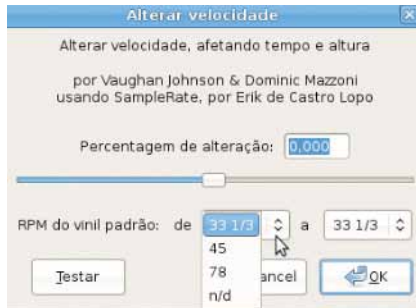 Alterar velocidade
Alterar velocidade, afetando tempo e altura
por Vaughan Johnson & Dominic Mazzoni
usando SampleRate, por Erik de Castro Lopo
Percentagem de alteração: 0,000
RPM do vinil padrão: de 33 1/3 a 33 1/3
45
78
n/d
Testar ancel OK